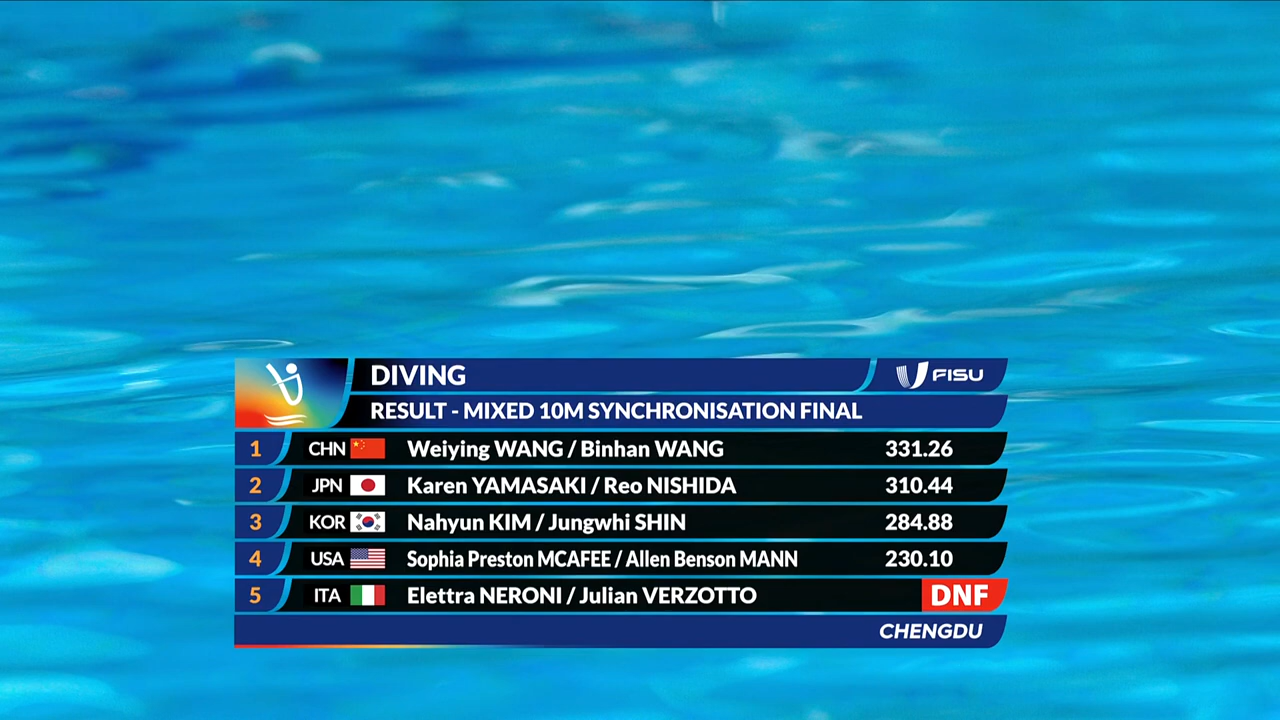 DIVING FISU
RESULT - MIXED 10M SYNCHRONISATION FINAL
1 CHN Weiying WANG / Binhan WANG 331.26
2 JPN Karen YAMASAKI / Reo NISHIDA 310.44
3 KOR Nahyun KIM / Jungwhi SHIN 284.88
4 USA Sophia Preston MCAFEE / Allen Benson MANN 230.10
5 ITA Elettra NERONI / Julian VERZOTTO DNF
CHENGDU